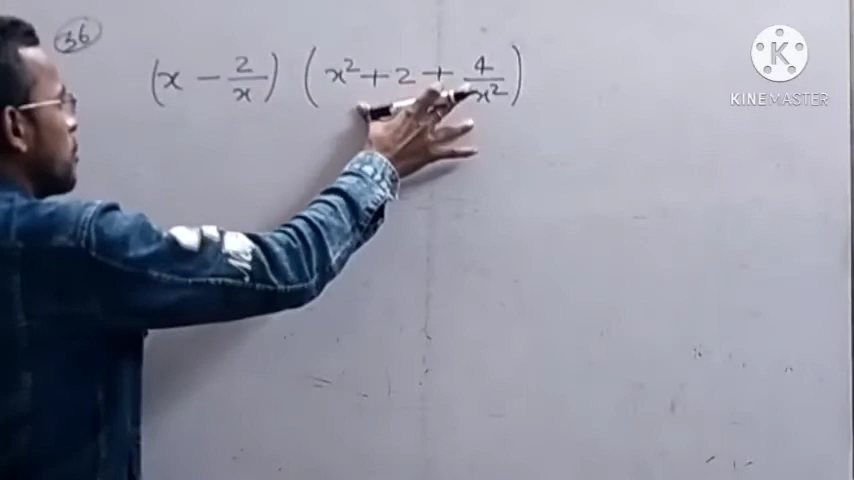 36
(x - 2/x) (x² + 2 + 4/x²)
KINEMASTER